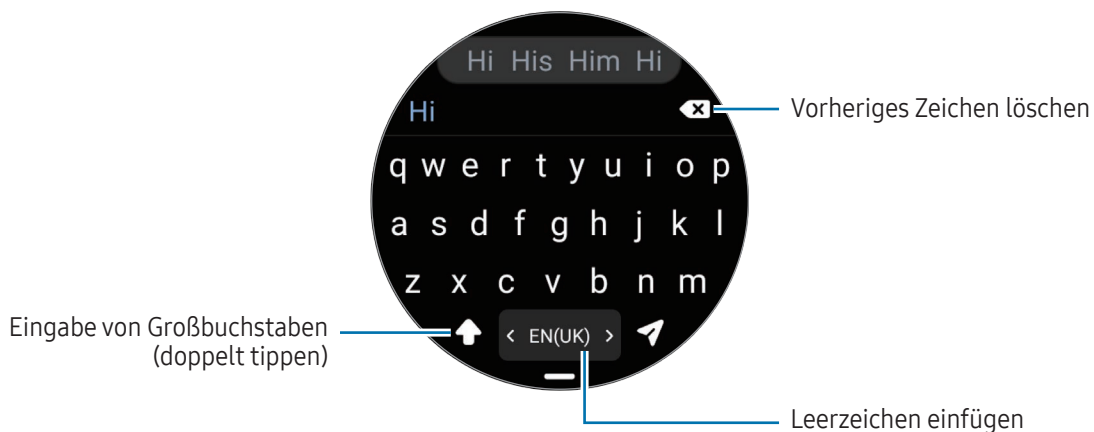 Hi His Him Hi
Hi
Vorheriges Zeichen löschen
q w e r t y u i o p
a s d f g h j k l
z x c v b n m
Eingabe von Großbuchstaben
(doppelt tippen)
< EN(UK) >
Leerzeichen einfügen